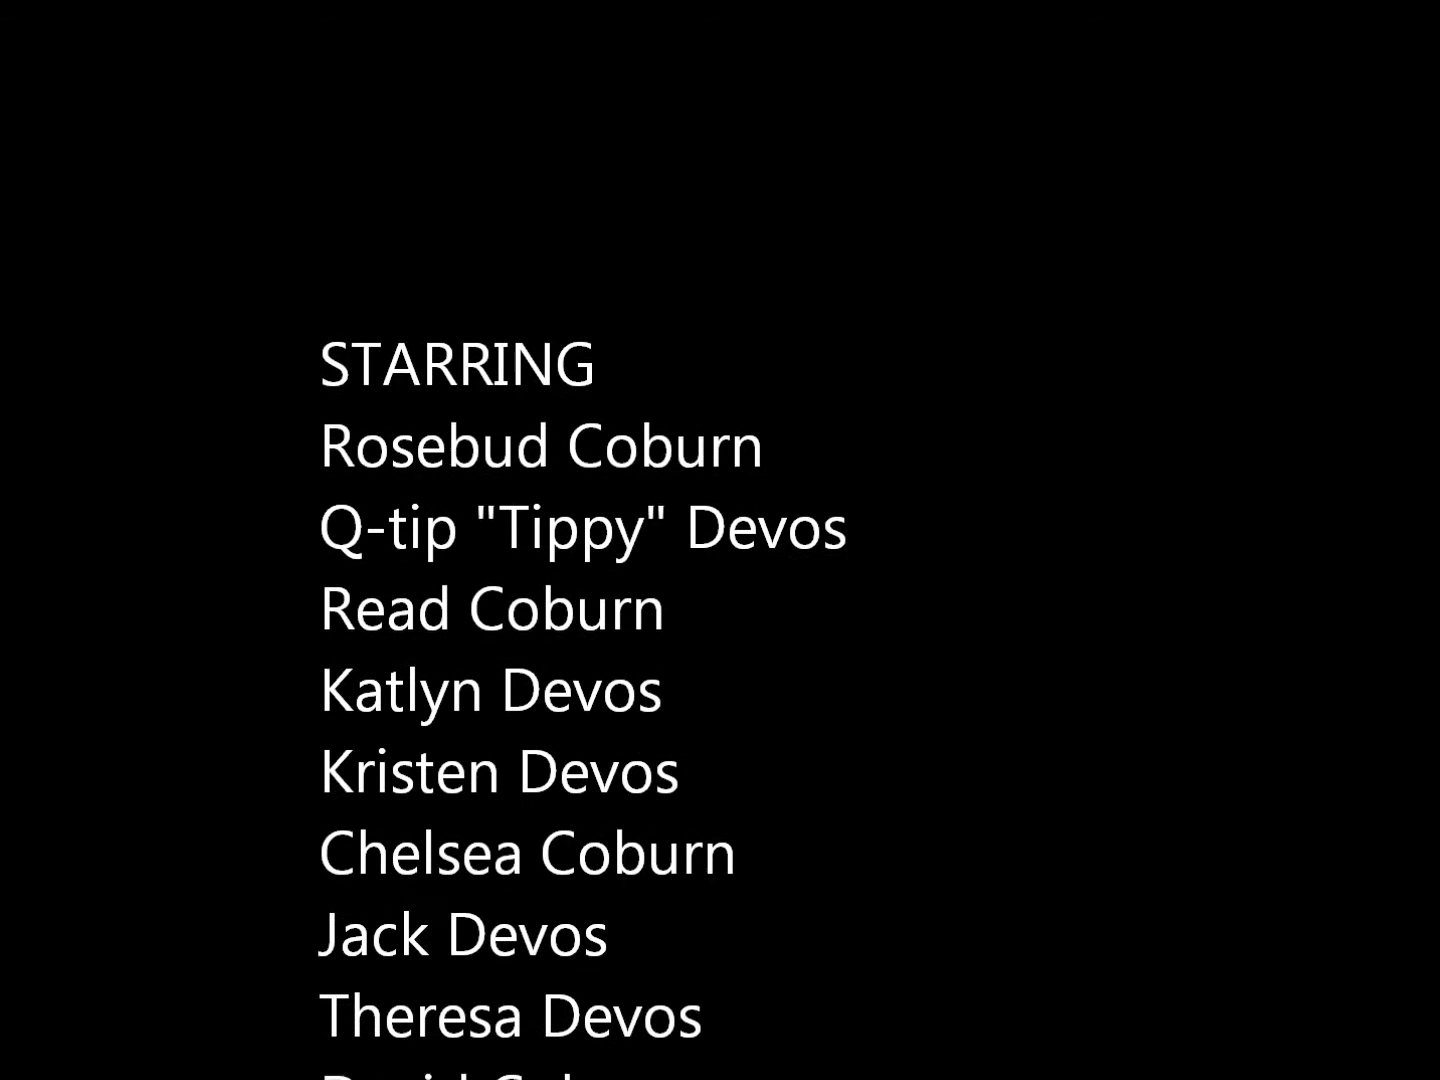 STARRING
Rosebud Coburn
Q-tip "Tippy" Devos
Read Coburn
Katlyn Devos
Kristen Devos
Chelsea Coburn
Jack Devos
Theresa Devos